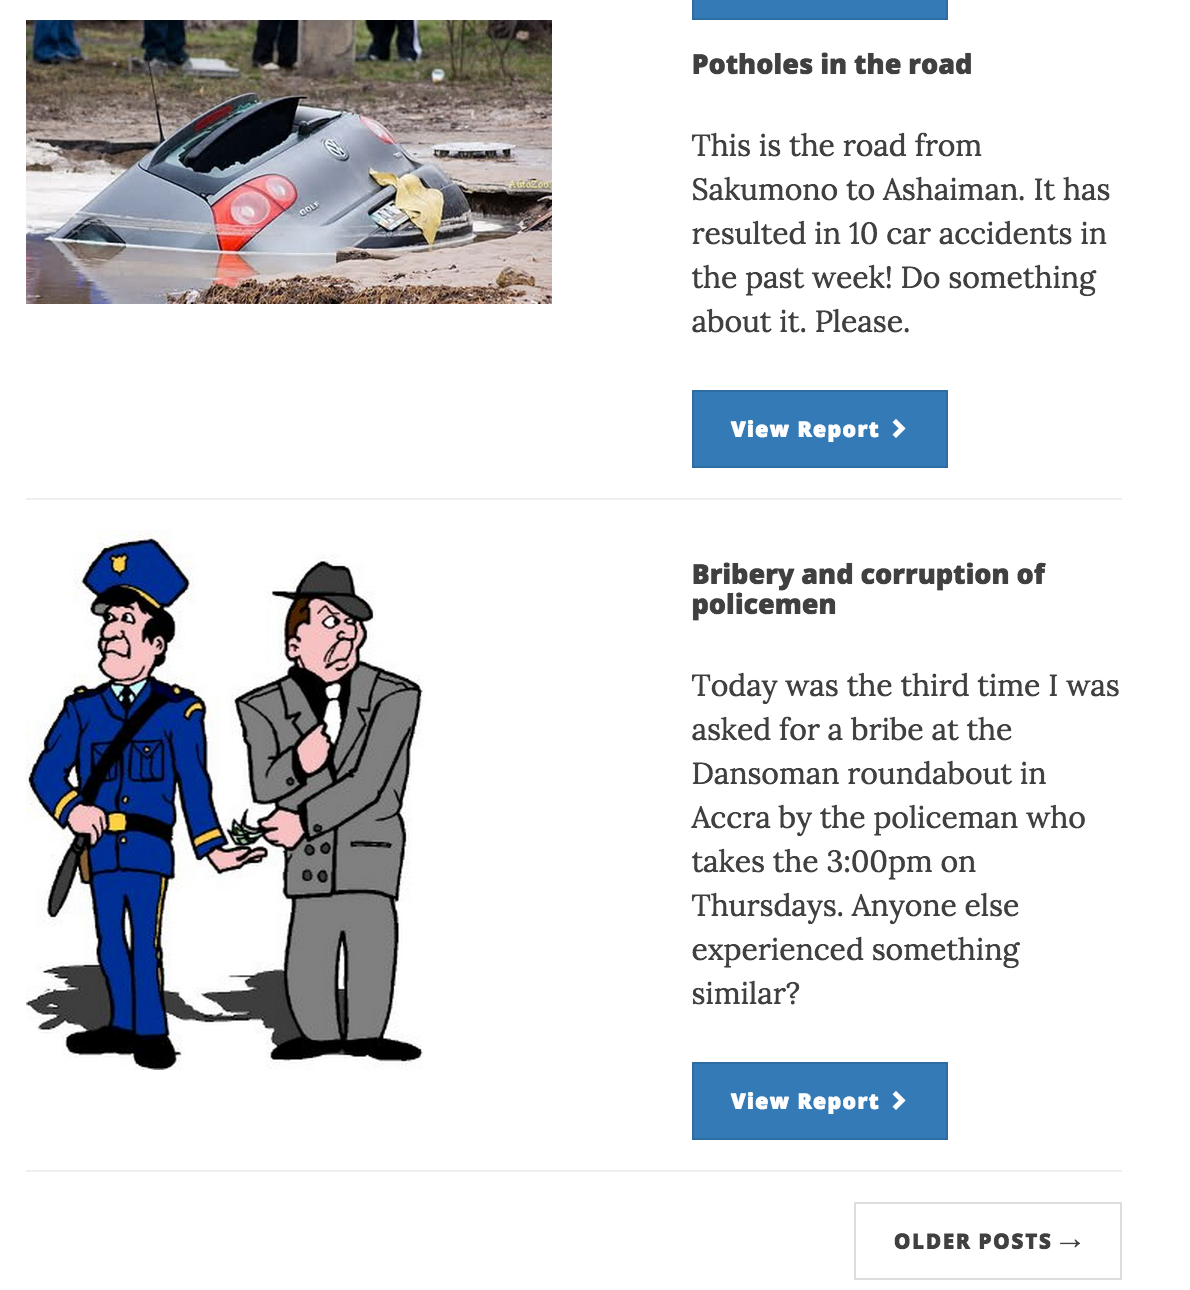 Potholes in the road
This is the road from
Sakumono to Ashaiman. It has
resulted in 10 car accidents in
the past week! Do something
about it. Please.
View Report
AutoZoo
GOLF
Bribery and corruption of
policemen
Today was the third time I was
asked for a bribe at the
Dansoman roundabout in
Accra by the policeman who
takes the 3:00pm on
Thursdays. Anyone else
experienced something
similar?
View Report
OLDER POSTS →